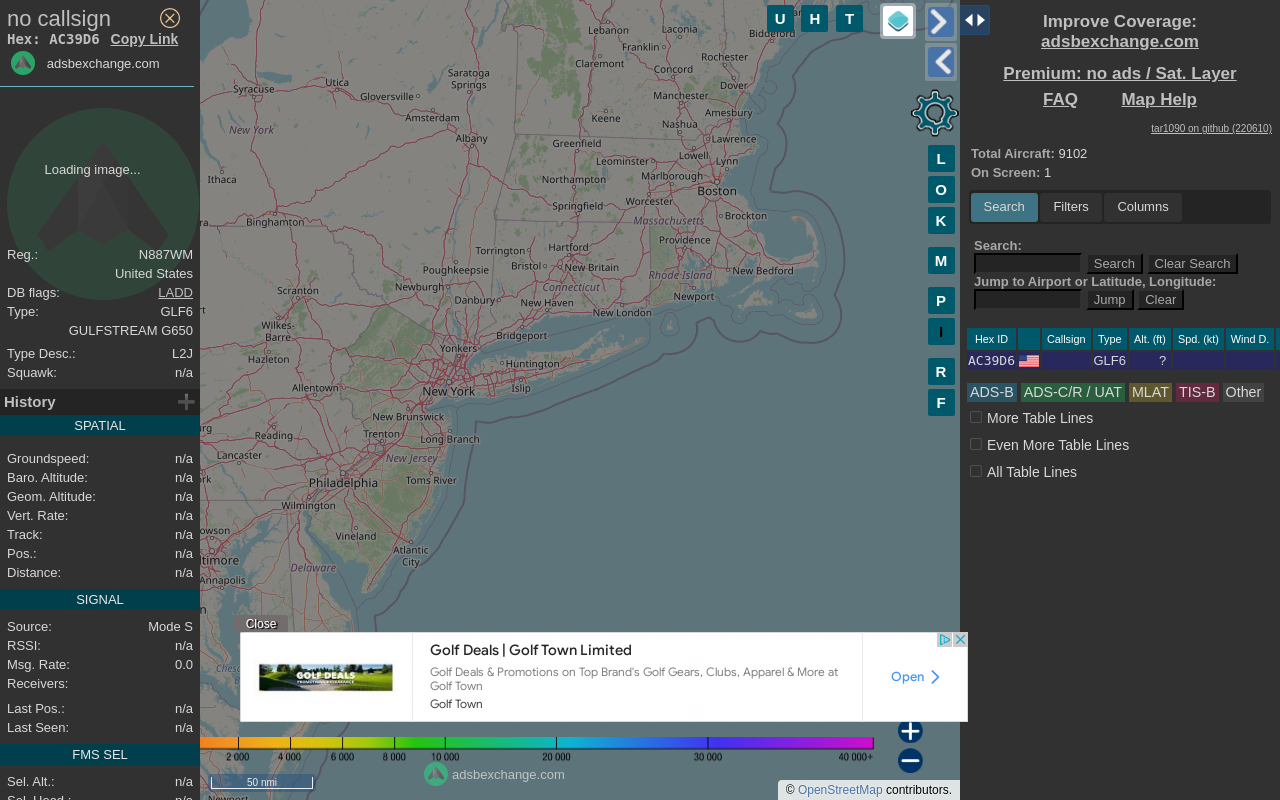 no callsign
Hex: AC39D6 Copy Link
adsbexchange.com
Loading image...
Reg.: N887WM
United States
DB flags: LADD
Type: GLF6
GULFSTREAM G650
Type Desc.: L2J
Squawk: n/a
History
SPATIAL
Groundspeed: n/a
Baro. Altitude: n/a
Geom. Altitude: n/a
Vert. Rate: n/a
Track: n/a
Pos.: n/a
Distance: n/a
SIGNAL
Source: Mode S
RSSI: n/a
Msg. Rate: 0.0
Receivers:
Last Pos.: n/a
Last Seen: n/a
FMS SEL
Sel. Alt.: n/a
U H T
L
O
K
M
P
I
R
F
Lebanon
Laconia
Biddeford
Franklin
Claremont
Rochester
Concord
Dover
Saratoga
Springs
Utica
Syracuse
Gloversville
Manchester
Amesbury
Keene
Amsterdam
Nashua
New York
Albany
Lawrence
Greenfield
Lowell
Leominster
Lynn
Marlborough
Ithaca
Northampton
Boston
Worcester
Springfield
Brockton
Binghamton
Massachusetts
Providence
Torrington
Hartford
Bristol
New Britain
New Bedford
Poughkeepsie
Rhode Island
Connecticut
Danbury
New Haven
Newport
New London
Wilkes-
Barre
Bridgeport
Yonkers
Hazleton
Huntington
Allentown
New York
Islip
New Brunswick
Reading
Trenton
Long Branch
Lancaster
New Jersey
Philadelphia
Toms River
Wilmington
Vineland
Atlantic
City
Delaware
Annapolis
Close
Golf Deals | Golf Town Limited
GOLF DEALS
Golf Deals & Promotions on Top Brand's Golf Gears, Clubs, Apparel & More at
Golf Town
Golf Town
Open
2 000 4 000 6 000 8 000 10 000 20 000 30 000 40 000+
adsbexchange.com
50 nmi
© OpenStreetMap contributors.
Improve Coverage:
adsbexchange.com
Premium: no ads / Sat. Layer
FAQ Map Help
tar1090 on github (220610)
Total Aircraft: 9102
On Screen: 1
Search Filters Columns
Search:
Search Clear Search
Jump to Airport or Latitude, Longitude:
Jump Clear
Hex ID Callsign Type Alt. (ft) Spd. (kt) Wind D.
AC39D6 GLF6 ?
ADS-B ADS-C/R / UAT MLAT TIS-B Other
More Table Lines
Even More Table Lines
All Table Lines